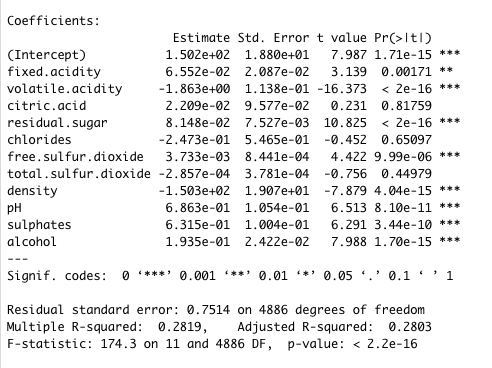 Coefficients:
                       Estimate Std. Error t value Pr(>|t|)
(Intercept)           1.502e+02  1.880e+01   7.987 1.71e-15 ***
fixed.acidity         6.552e-02  2.087e-02   3.139  0.00171 **
volatile.acidity     -1.863e+00  1.138e-01 -16.373  < 2e-16 ***
citric.acid           2.209e-02  9.577e-02   0.231  0.81759
residual.sugar        8.148e-02  7.527e-03  10.825  < 2e-16 ***
chlorides            -2.473e-01  5.465e-01  -0.452  0.65097
free.sulfur.dioxide   3.733e-03  8.441e-04   4.422 9.99e-06 ***
total.sulfur.dioxide -2.857e-04  3.781e-04  -0.756  0.44979
density              -1.503e+02  1.907e+01  -7.879 4.04e-15 ***
pH                    6.863e-01  1.054e-01   6.513 8.10e-11 ***
sulphates             6.315e-01  1.004e-01   6.291 3.44e-10 ***
alcohol               1.935e-01  2.422e-02   7.988 1.70e-15 ***
---
Signif. codes:  0 ‘***’ 0.001 ‘**’ 0.01 ‘*’ 0.05 ‘.’ 0.1 ‘ ’ 1
Residual standard error: 0.7514 on 4886 degrees of freedom
Multiple R-squared:  0.2819,	Adjusted R-squared:  0.2803
F-statistic: 174.3 on 11 and 4886 DF,  p-value: < 2.2e-16